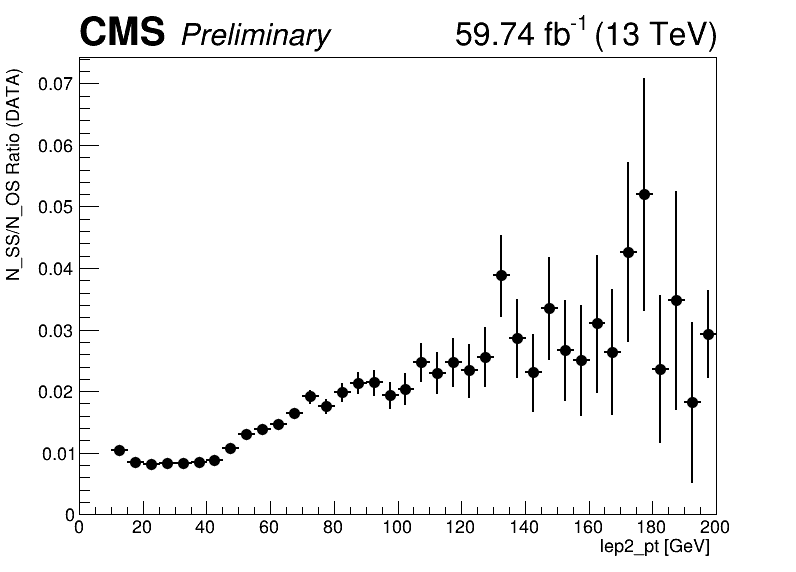 CMS Preliminary 59.74 fb⁻¹ (13 TeV)
N_SS/N_OS Ratio (DATA)
0.07
0.06
0.05
0.04
0.03
0.02
0.01
0
0 20 40 60 80 100 120 140 160 180 200
lep2_pt [GeV]